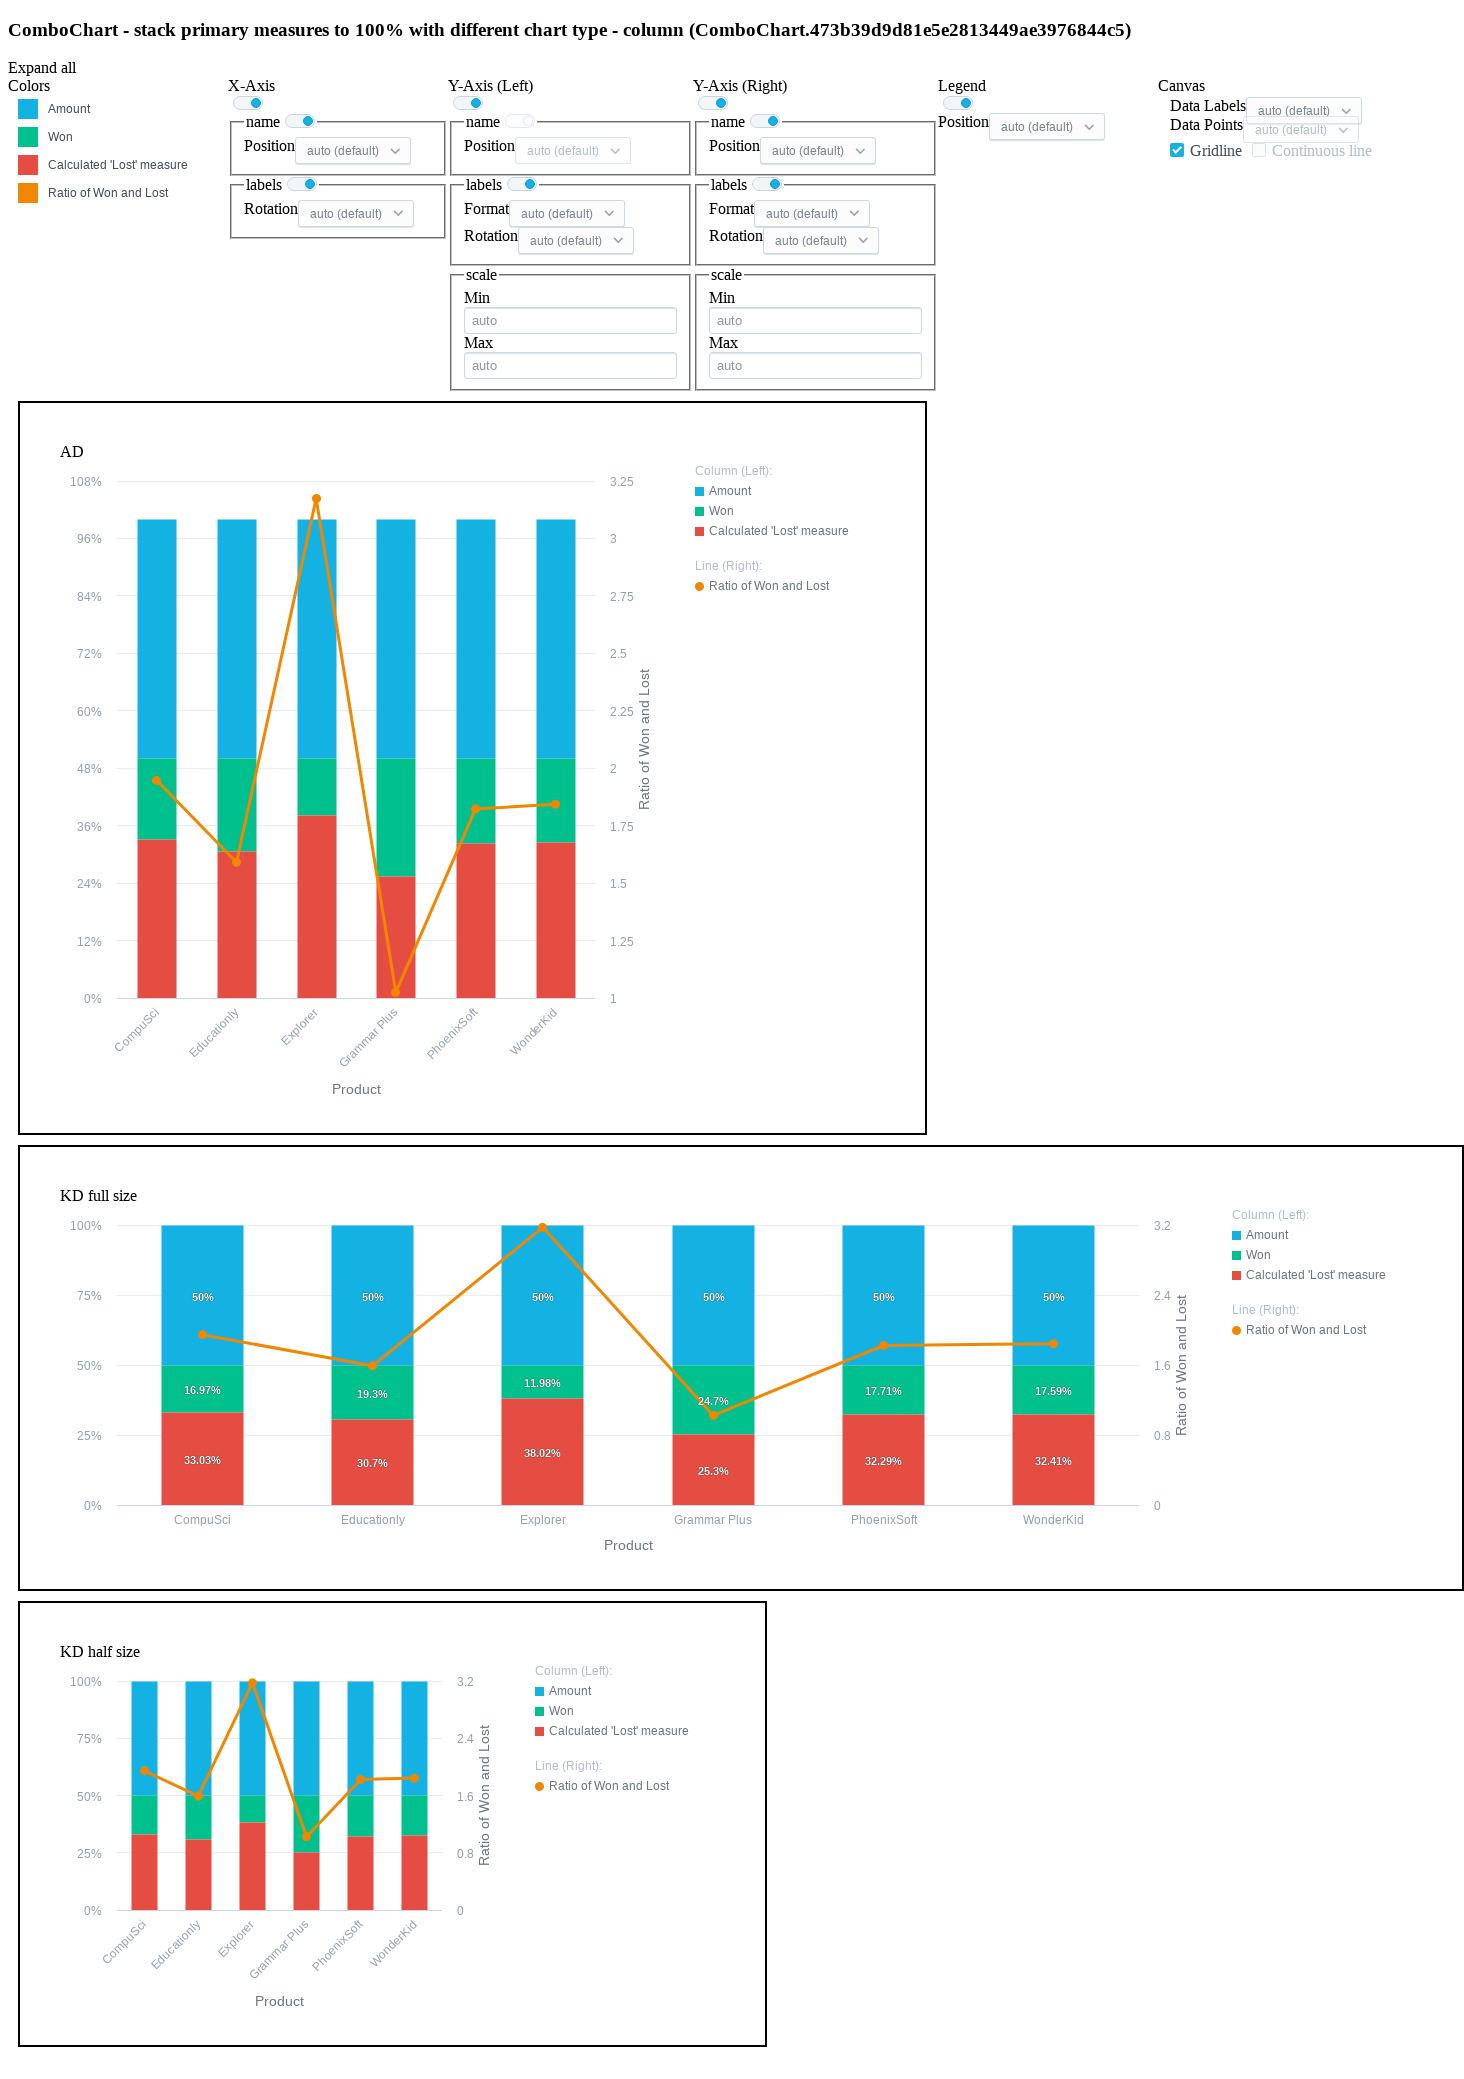 ComboChart - stack primary measures to 100% with different chart type - column (ComboChart.473b39d9d81e5e2813449ae3976844c5)
Expand all
Colors
Amount
Won
Calculated 'Lost' measure
Ratio of Won and Lost
X-Axis
name
Position auto (default)
labels
Rotation auto (default)
Y-Axis (Left)
name
Position auto (default)
labels
Format auto (default)
Rotation auto (default)
scale
Min
auto
Max
auto
Y-Axis (Right)
name
Position auto (default)
labels
Format auto (default)
Rotation auto (default)
scale
Min
auto
Max
auto
Legend
Position auto (default)
Canvas
Data Labels auto (default)
Data Points auto (default)
Gridline Continuous line
AD
108%
96%
84%
72%
60%
48%
36%
24%
12%
0%
3.25
3
2.75
2.5
2.25
2
1.75
1.5
1.25
1
Ratio of Won and Lost
CompuSci
Educationly
Explorer
Grammar Plus
PhoenixSoft
WonderKid
Product
Column (Left):
Amount
Won
Calculated 'Lost' measure
Line (Right):
Ratio of Won and Lost
KD full size
100%
75%
50%
25%
0%
50% 50% 50% 50% 50% 50%
16.97% 19.3% 11.98% 24.7% 17.71% 17.59%
33.03% 30.7% 38.02% 25.3% 32.29% 32.41%
3.2
2.4
1.6
0.8
0
Ratio of Won and Lost
CompuSci Educationly Explorer Grammar Plus PhoenixSoft WonderKid
Product
Column (Left):
Amount
Won
Calculated 'Lost' measure
Line (Right):
Ratio of Won and Lost
KD half size
100%
75%
50%
25%
0%
3.2
2.4
1.6
0.8
0
Ratio of Won and Lost
CompuSci
Educationly
Explorer
Grammar Plus
PhoenixSoft
WonderKid
Product
Column (Left):
Amount
Won
Calculated 'Lost' measure
Line (Right):
Ratio of Won and Lost